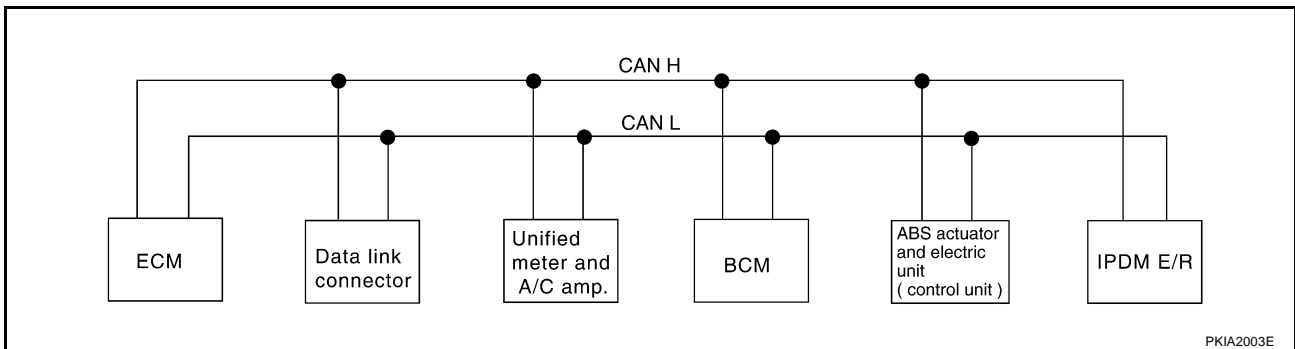 CAN H
CAN L
ECM
Data link
connector
Unified
meter and
A/C amp.
BCM
ABS actuator
and electric
unit
( control unit )
IPDM E/R
PKIA2003E